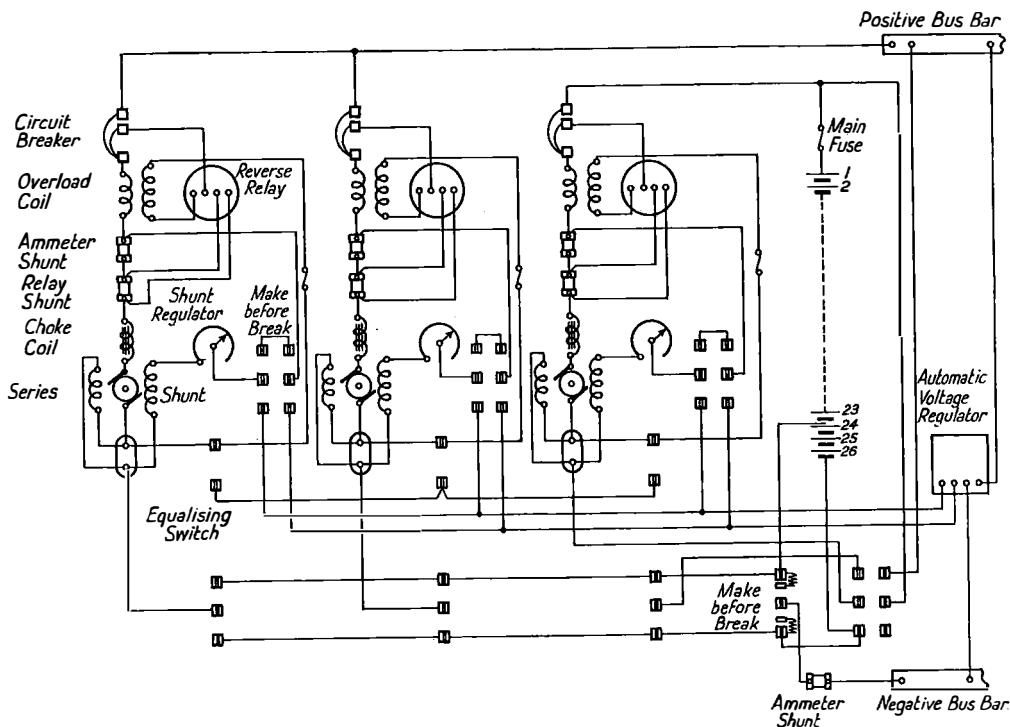 Positive Bus Bar
Circuit
Breaker
Main
Fuse
Overload
Coil
Reverse
Relay
1
2
Ammeter
Shunt
Relay
Shunt
Shunt
Regulator
Make
before
Break
Choke
Coil
Series
Shunt
Automatic
Voltage
Regulator
23
24
25
26
Equalising
Switch
Make
before
Break
Ammeter
Shunt
Negative Bus Bar.